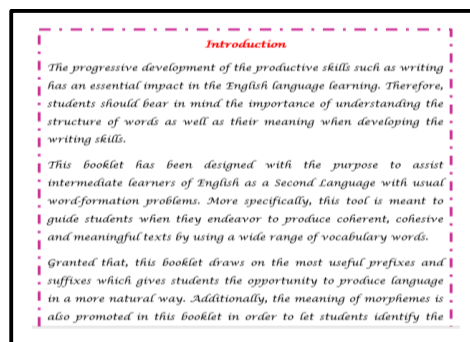 Introduction
The progressive development of the productive skills such as writing
has an essential impact in the English language learning. Therefore,
students should bear in mind the importance of understanding the
structure of words as well as their meaning when developing the
writing skills.
This booklet has been designed with the purpose to assist
intermediate learners of English as a Second Language with usual
word-formation problems. More specifically, this tool is meant to
guide students when they endeavor to produce coherent, cohesive
and meaningful texts by using a wide range of vocabulary words.
Granted that, this booklet draws on the most useful prefixes and
suffixes which gives students the opportunity to produce language
in a more natural way. Additionally, the meaning of morphemes is
also promoted in this booklet in order to let students identify the